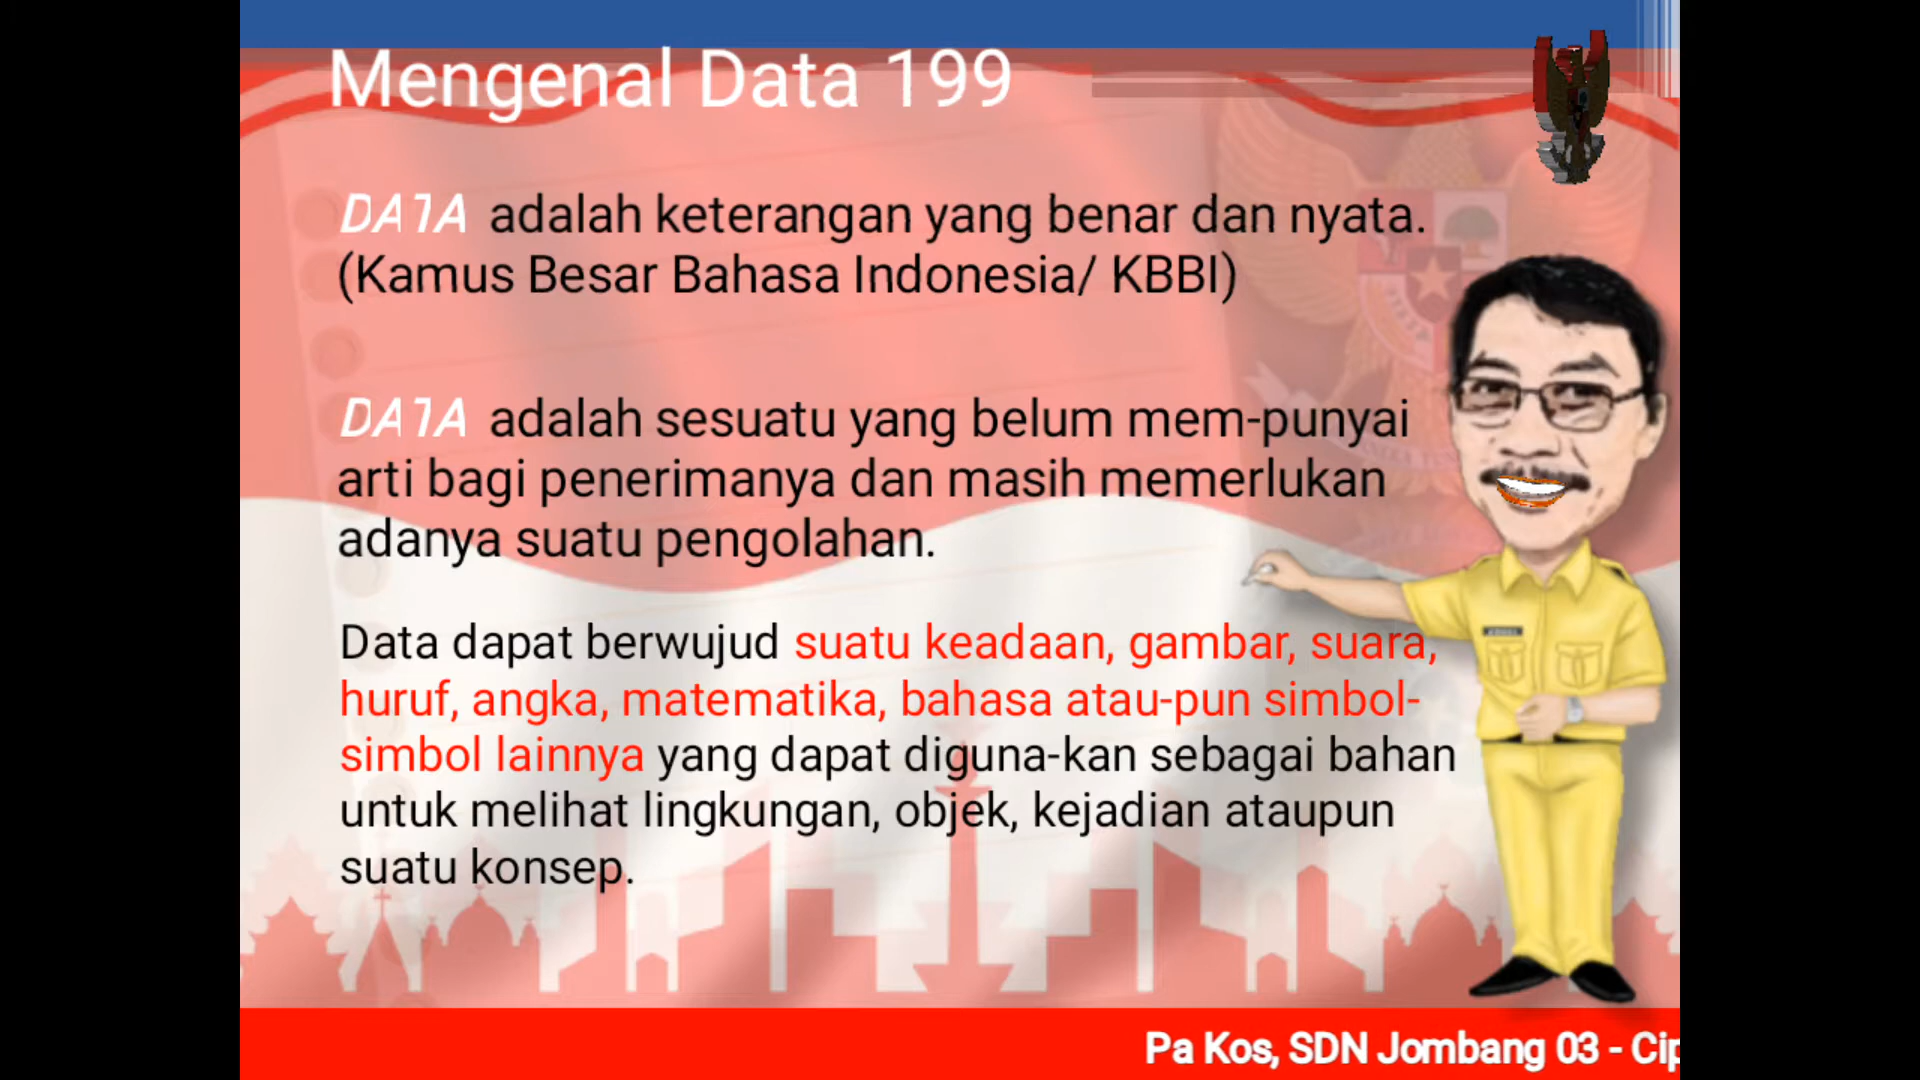 Mengenal Data 199
DATA adalah keterangan yang benar dan nyata.
(Kamus Besar Bahasa Indonesia/ KBBI)
DATA adalah sesuatu yang belum mem-punyai
arti bagi penerimanya dan masih memerlukan
adanya suatu pengolahan.
Data dapat berwujud suatu keadaan, gambar, suara,
huruf, angka, matematika, bahasa atau-pun simbol-
simbol lainnya yang dapat diguna-kan sebagai bahan
untuk melihat lingkungan, objek, kejadian ataupun
suatu konsep.
Pa Kos, SDN Jombang 03 - Cip